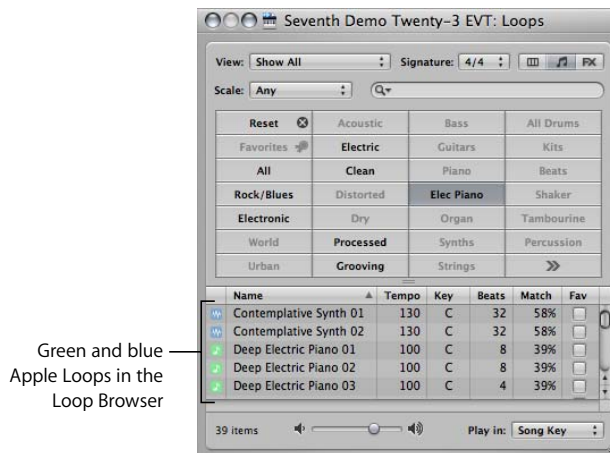 Seventh Demo Twenty-3 EVT: Loops
View: Show All Signature: 4/4 FX
Scale: Any
Reset Acoustic Bass All Drums
Favorites Electric Guitars Kits
All Clean Piano Beats
Rock/Blues Distorted Elec Piano Shaker
Electronic Dry Organ Tambourine
World Processed Synths Percussion
Urban Grooving Strings
Name Tempo Key Beats Match Fav
Contemplative Synth 01 130 C 32 58%
Contemplative Synth 02 130 C 32 58%
Deep Electric Piano 01 100 C 8 39%
Deep Electric Piano 02 100 C 8 39%
Deep Electric Piano 03 100 C 4 39%
Green and blue
Apple Loops in the
Loop Browser
39 items Play in: Song Key